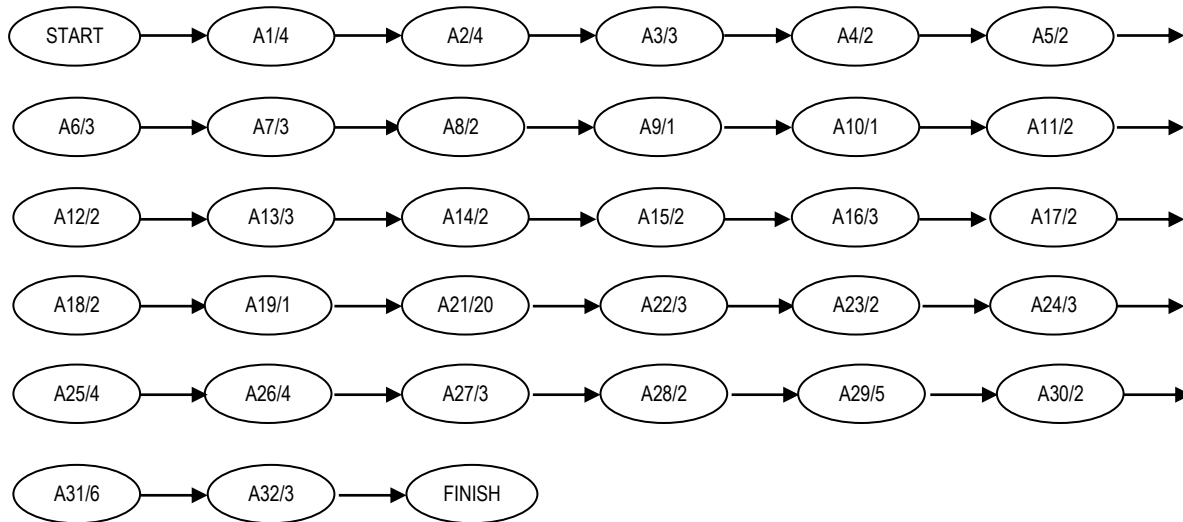 START A1/4 A2/4 A3/3 A4/2 A5/2
A6/3 A7/3 A8/2 A9/1 A10/1 A11/2
A12/2 A13/3 A14/2 A15/2 A16/3 A17/2
A18/2 A19/1 A21/20 A22/3 A23/2 A24/3
A25/4 A26/4 A27/3 A28/2 A29/5 A30/2
A31/6 A32/3 FINISH